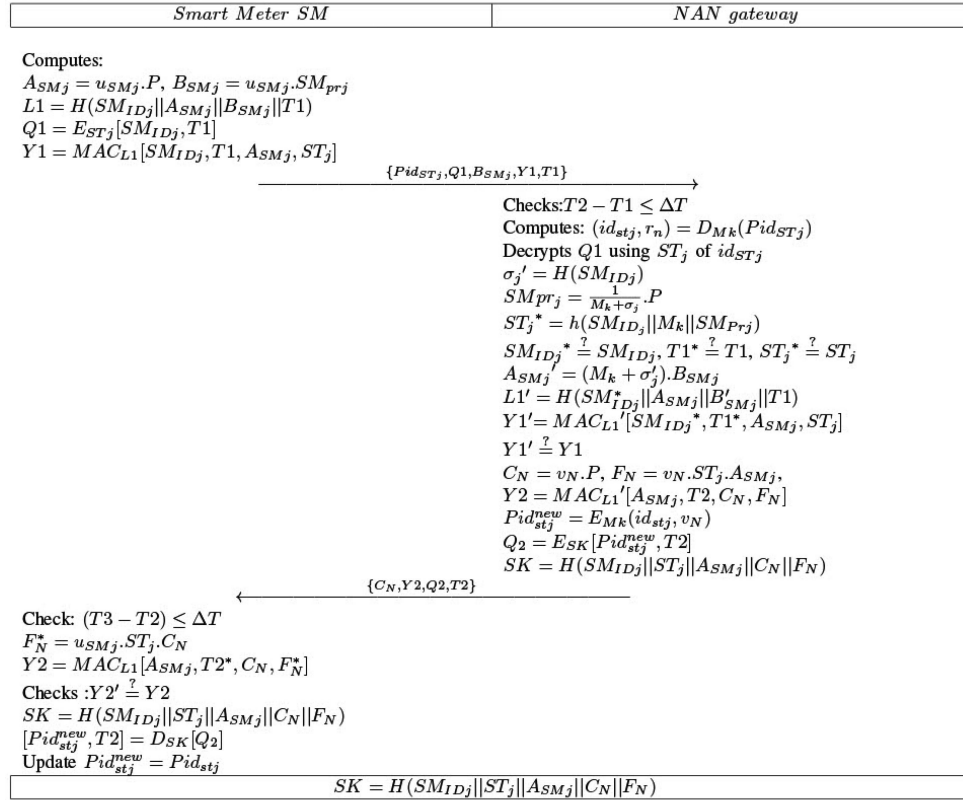 Smart Meter SM NAN gateway
Computes:
A_{SMj} = u_{SMj}.P, B_{SMj} = u_{SMj}.SM_{prj}
L1 = H(SM_{IDj}||A_{SMj}||B_{SMj}||T1)
Q1 = E_{STj}[SM_{IDj}, T1]
Y1 = MAC_{L1}[SM_{IDj}, T1, A_{SMj}, ST_j]
{Pid_{STj},Q1,B_{SMj},Y1,T1}
Checks:T2 − T1 ≤ ΔT
Computes: (id_{stj}, r_n) = D_{Mk}(Pid_{STj})
Decrypts Q1 using ST_j of id_{STj}
σ_j' = H(SM_{IDj})
SMpr_j = \frac{1}{M_k+σ_j}.P
ST_j^* = h(SM_{ID_j}||M_k||SM_{Prj})
SM_{IDj}^* ≟ SM_{IDj}, T1^* ≟ T1, ST_j^* ≟ ST_j
A_{SMj}' = (M_k + σ_j').B_{SMj}
L1' = H(SM_{IDj}^*||A_{SMj}||B_{SMj}'||T1)
Y1' = MAC_{L1}'[SM_{IDj}^*, T1^*, A_{SMj}, ST_j]
Y1' ≟ Y1
C_N = v_N.P, F_N = v_N.ST_j.A_{SMj},
Y2 = MAC_{L1}'[A_{SMj}, T2, C_N, F_N]
Pid_{stj}^{new} = E_{Mk}(id_{stj}, v_N)
Q_2 = E_{SK}[Pid_{stj}^{new}, T2]
SK = H(SM_{IDj}||ST_j||A_{SMj}||C_N||F_N)
{C_N,Y2,Q2,T2}
Check: (T3 − T2) ≤ ΔT
F_N^* = u_{SMj}.ST_j.C_N
Y2 = MAC_{L1}[A_{SMj}, T2^*, C_N, F_N^*]
Checks :Y2' ≟ Y2
SK = H(SM_{IDj}||ST_j||A_{SMj}||C_N||F_N)
[Pid_{stj}^{new}, T2] = D_{SK}[Q_2]
Update Pid_{stj}^{new} = Pid_{stj}
SK = H(SM_{IDj}||ST_j||A_{SMj}||C_N||F_N)